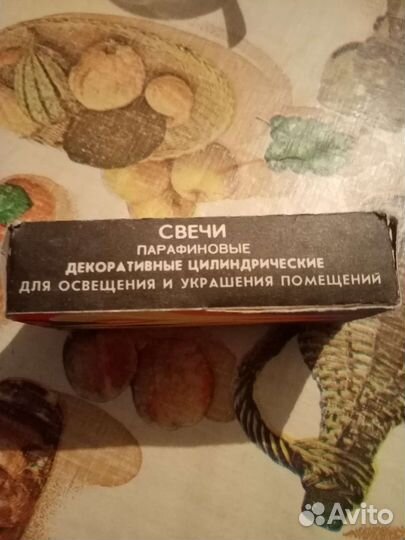 СВЕЧИ
ПАРАФИНОВЫЕ
ДЕКОРАТИВНЫЕ ЦИЛИНДРИЧЕСКИЕ
ДЛЯ ОСВЕЩЕНИЯ И УКРАШЕНИЯ ПОМЕЩЕНИЙ
Avito